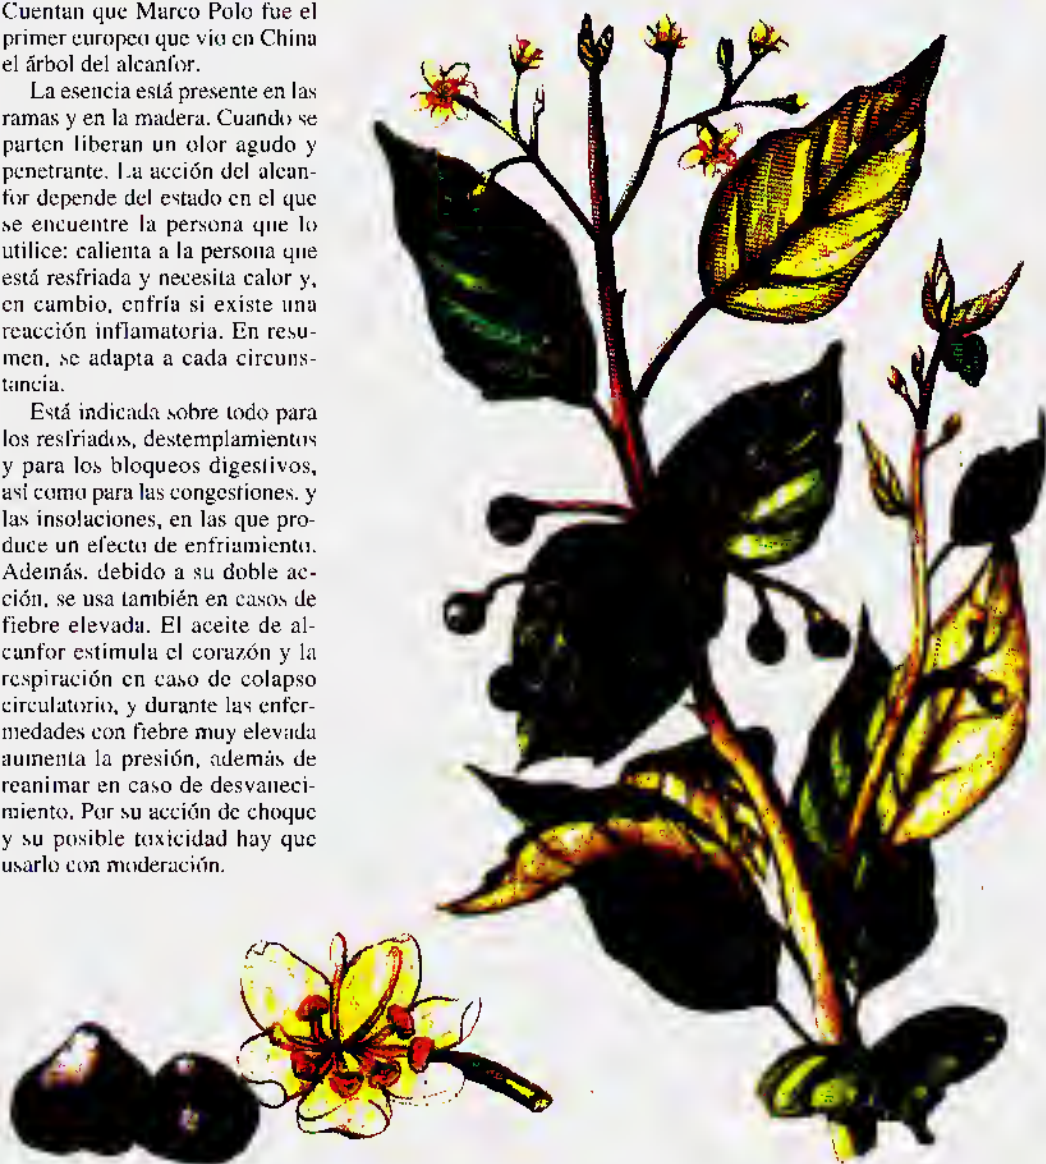 Cuentan que Marco Polo fue el
primer europeo que vio en China
el árbol del alcanfor.
La esencia está presente en las
ramas y en la madera. Cuando se
parten liberan un olor agudo y
penetrante. La acción del alcan-
for depende del estado en el que
se encuentre la persona que lo
utilice: calienta a la persona que
está resfriada y necesita calor y,
en cambio, enfría si existe una
reacción inflamatoria. En resu-
men, se adapta a cada circuns-
tancia.
Está indicada sobre todo para
los resfriados, destemplamientos
y para los bloqueos digestivos,
así como para las congestiones, y
las insolaciones, en las que pro-
duce un efecto de enfriamiento.
Además, debido a su doble ac-
ción, se usa también en casos de
fiebre elevada. El aceite de al-
canfor estimula el corazón y la
respiración en caso de colapso
circulatorio, y durante las enfer-
medades con fiebre muy elevada
aumenta la presión, además de
reanimar en caso de desvaneci-
miento. Por su acción de choque
y su posible toxicidad hay que
usarlo con moderación.